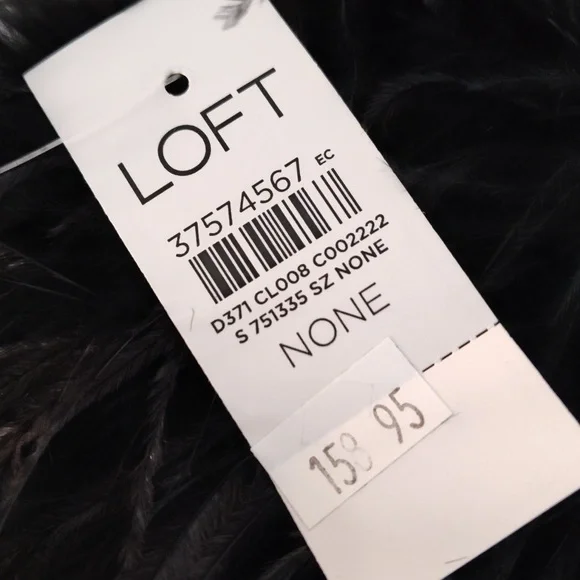 LOFT
37574567 EC
D371 CL008 C002222
S 751335 SZ NONE
NONE
158 95